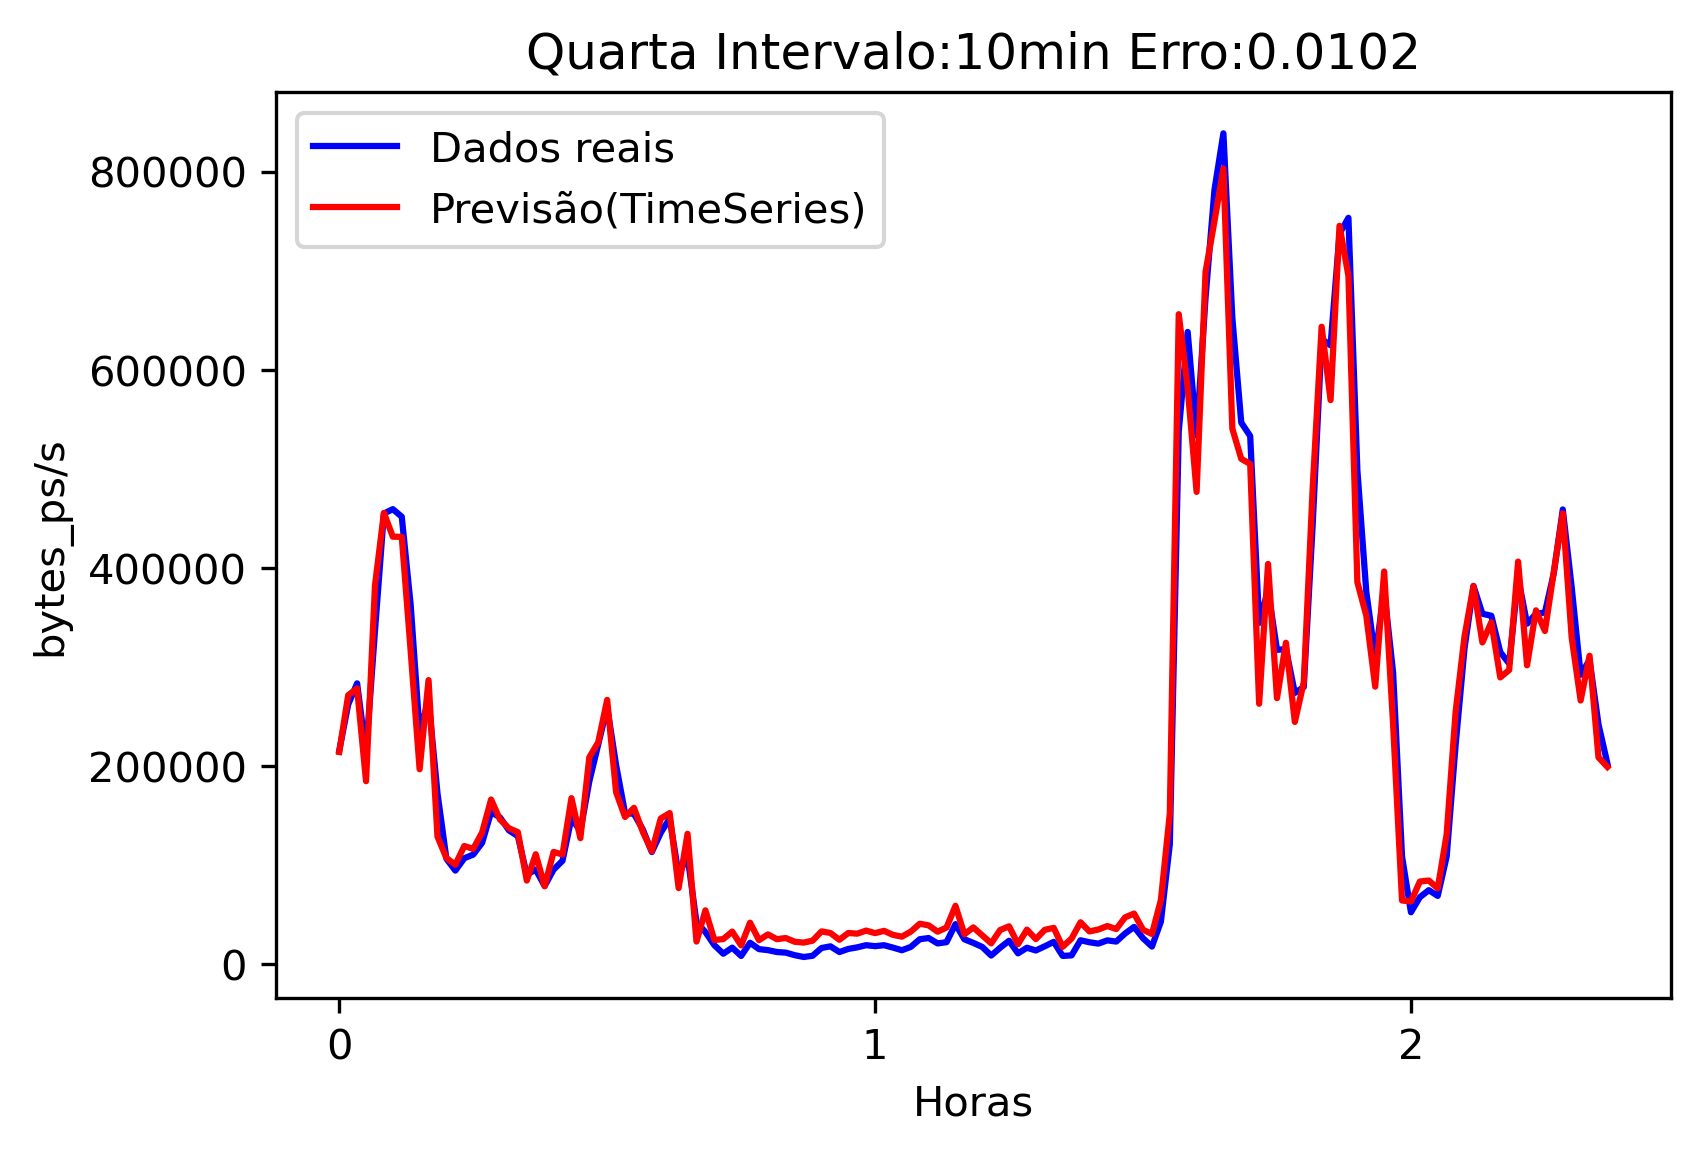 Quarta Intervalo:10min Erro:0.0102
Dados reais
Previsão(TimeSeries)
800000
600000
400000
200000
0
bytes_ps/s
0 1 2
Horas